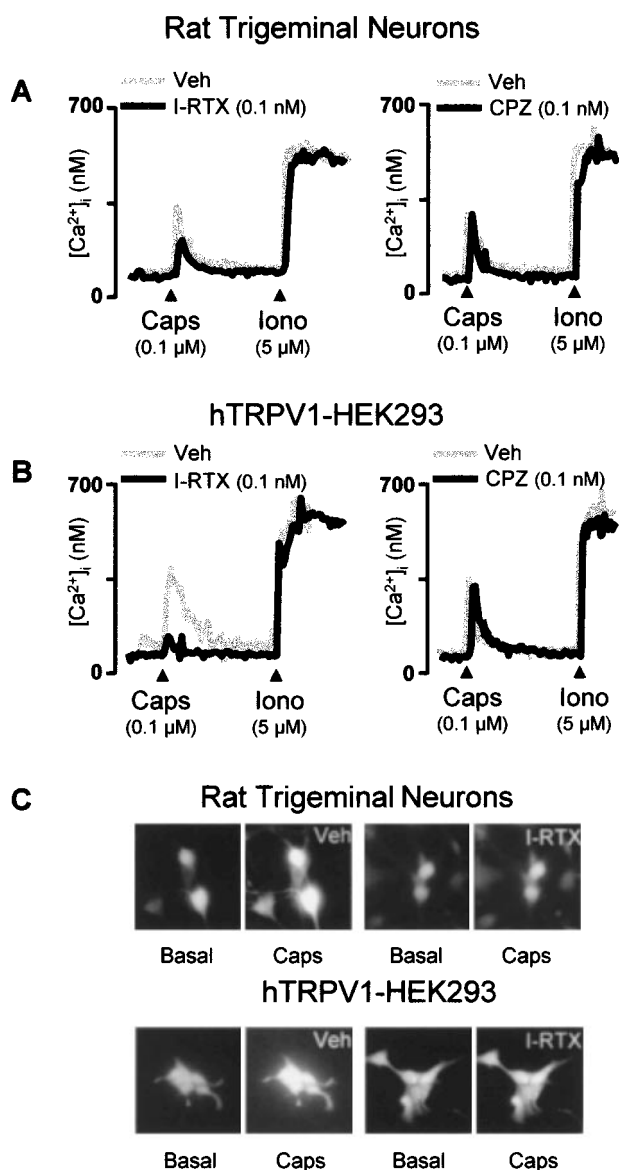 Rat Trigeminal Neurons
A
Veh
I-RTX (0.1 nM)
Veh
CPZ (0.1 nM)
700
[Ca²⁺]ᵢ (nM)
0
Caps
(0.1 µM)
Iono
(5 µM)
700
[Ca²⁺]ᵢ (nM)
0
Caps
(0.1 µM)
Iono
(5 µM)
hTRPV1-HEK293
B
Veh
I-RTX (0.1 nM)
Veh
CPZ (0.1 nM)
700
[Ca²⁺]ᵢ (nM)
0
Caps
(0.1 µM)
Iono
(5 µM)
700
[Ca²⁺]ᵢ (nM)
0
Caps
(0.1 µM)
Iono
(5 µM)
C
Rat Trigeminal Neurons
Veh
I-RTX
Basal
Caps
Basal
Caps
hTRPV1-HEK293
Veh
I-RTX
Basal
Caps
Basal
Caps